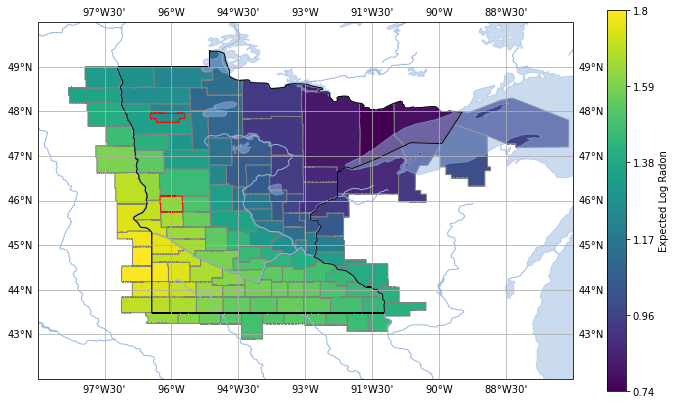 97°W30' 96°W 94°W30' 93°W 91°W30' 90°W 88°W30'
49°N 49°N
48°N 48°N
47°N 47°N
46°N 46°N
45°N 45°N
44°N 44°N
43°N 43°N
97°W30' 96°W 94°W30' 93°W 91°W30' 90°W 88°W30'
1.8
1.59
1.38
1.17
0.96
0.74
Expected Log Radon